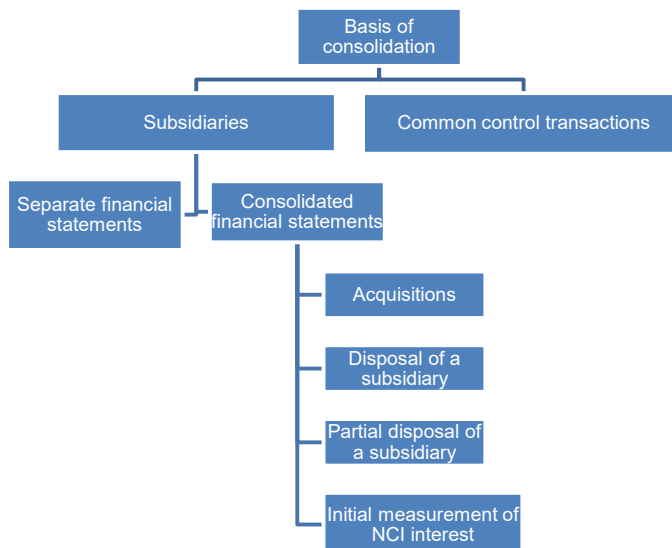 Basis of
consolidation
Subsidiaries
Common control transactions
Separate financial
statements
Consolidated
financial statements
Acquisitions
Disposal of a
subsidiary
Partial disposal of
a subsidiary
Initial measurement of
NCI interest